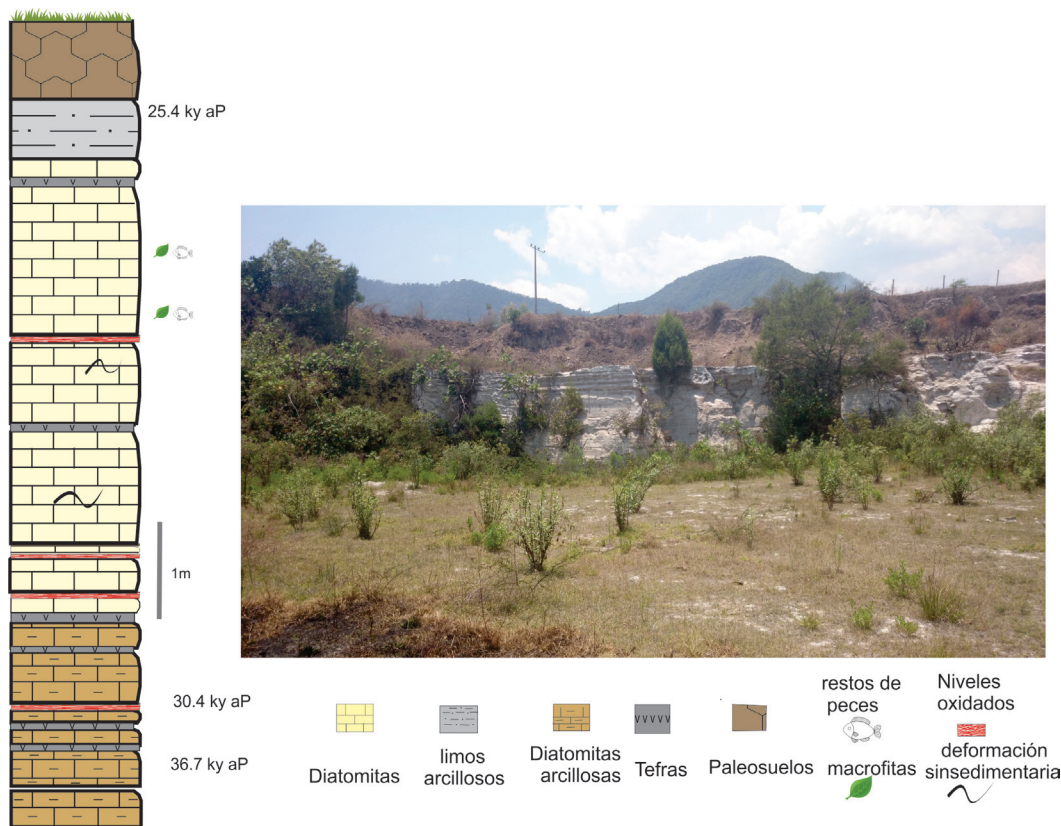 25.4 ky aP
1m
30.4 ky aP
36.7 ky aP
Diatomitas
limos
arcillosos
Diatomitas
arcillosas
Tefras
Paleosuelos
restos de
peces
macrofitas
Niveles
oxidados
deformación
sinsedimentaria